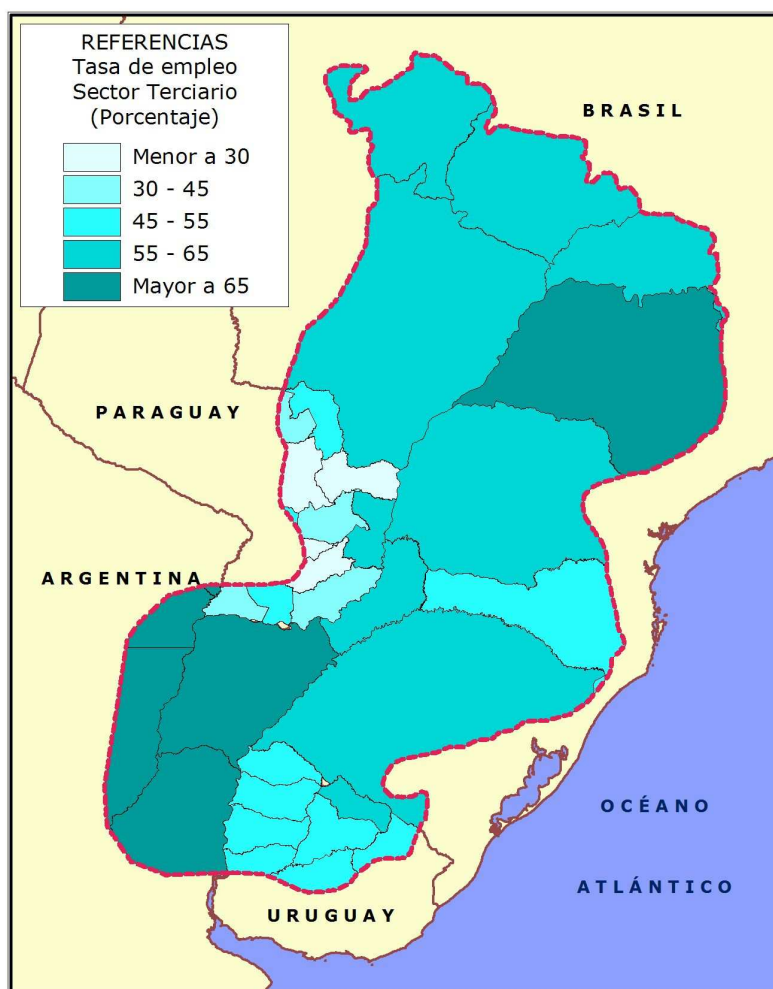 REFERENCIAS
Tasa de empleo
Sector Terciario
(Porcentaje)
Menor a 30
30 - 45
45 - 55
55 - 65
Mayor a 65
BRASIL
PARAGUAY
ARGENTINA
OCÉANO
ATLÁNTICO
URUGUAY